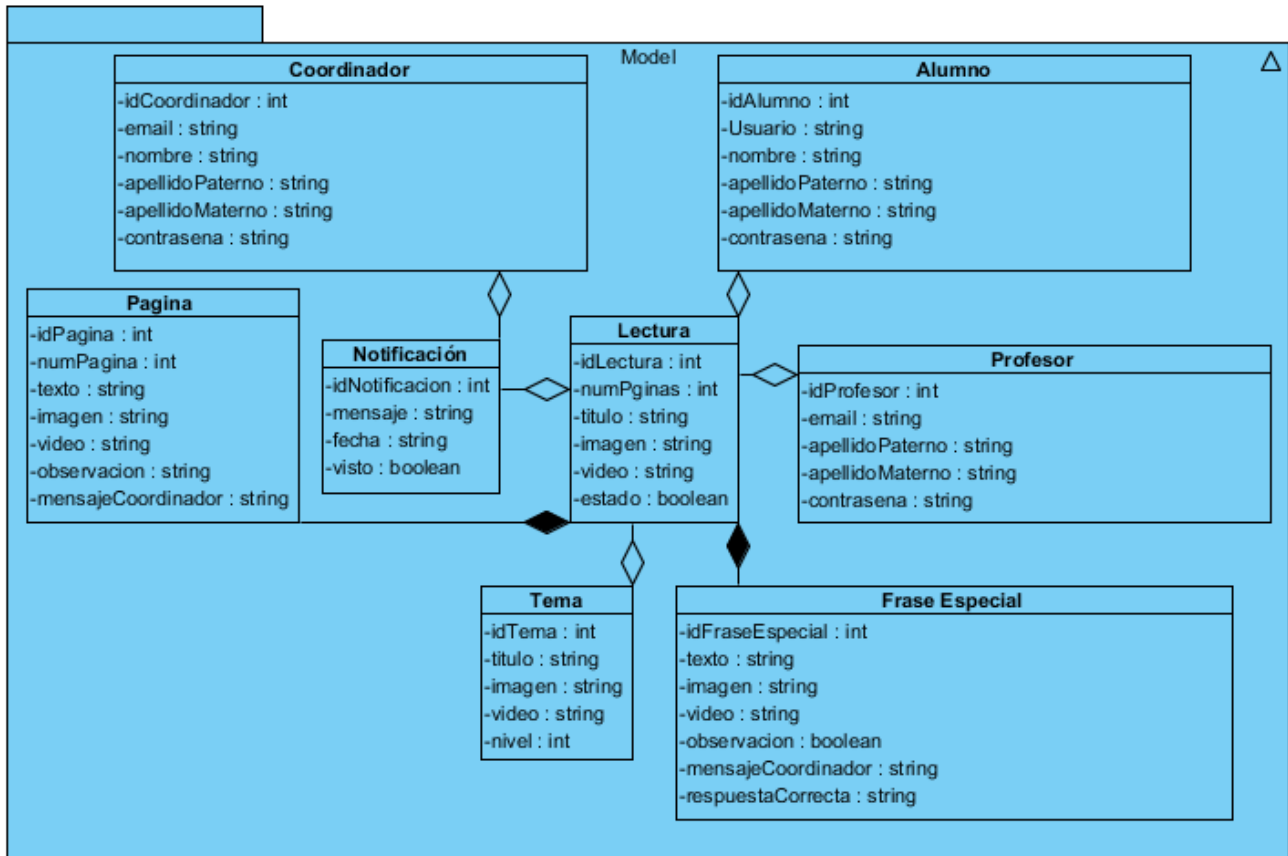 Model
Coordinador
-idCoordinador : int
-email : string
-nombre : string
-apellidoPaterno : string
-apellidoMaterno : string
-contrasena : string
Alumno
-idAlumno : int
-Usuario : string
-nombre : string
-apellidoPaterno : string
-apellidoMaterno : string
-contrasena : string
Pagina
-idPagina : int
-numPagina : int
-texto : string
-imagen : string
-video : string
-observacion : string
-mensajeCoordinador : string
Notificación
-idNotificacion : int
-mensaje : string
-fecha : string
-visto : boolean
Lectura
-idLectura : int
-numPginas : int
-titulo : string
-imagen : string
-video : string
-estado : boolean
Profesor
-idProfesor : int
-email : string
-apellidoPaterno : string
-apellidoMaterno : string
-contrasena : string
Tema
-idTema : int
-titulo : string
-imagen : string
-video : string
-nivel : int
Frase Especial
-idFraseEspecial : int
-texto : string
-imagen : string
-video : string
-observacion : boolean
-mensajeCoordinador : string
-respuestaCorrecta : string